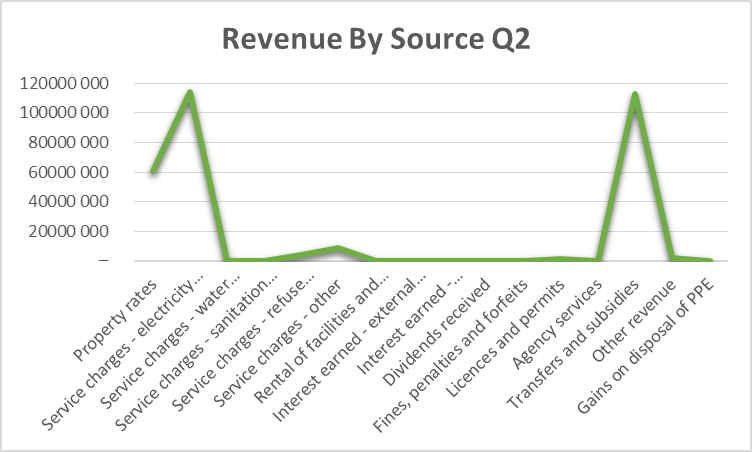 Revenue By Source Q2
120000 000
100000 000
80000 000
60000 000
40000 000
20000 000
–
Property rates
Service charges - electricity...
Service charges - water...
Service charges - sanitation...
Service charges - refuse...
Service charges - other
Rental of facilities and...
Interest earned - external...
Interest earned -...
Dividends received
Fines, penalties and forfeits
Licences and permits
Agency services
Transfers and subsidies
Other revenue
Gains on disposal of PPE